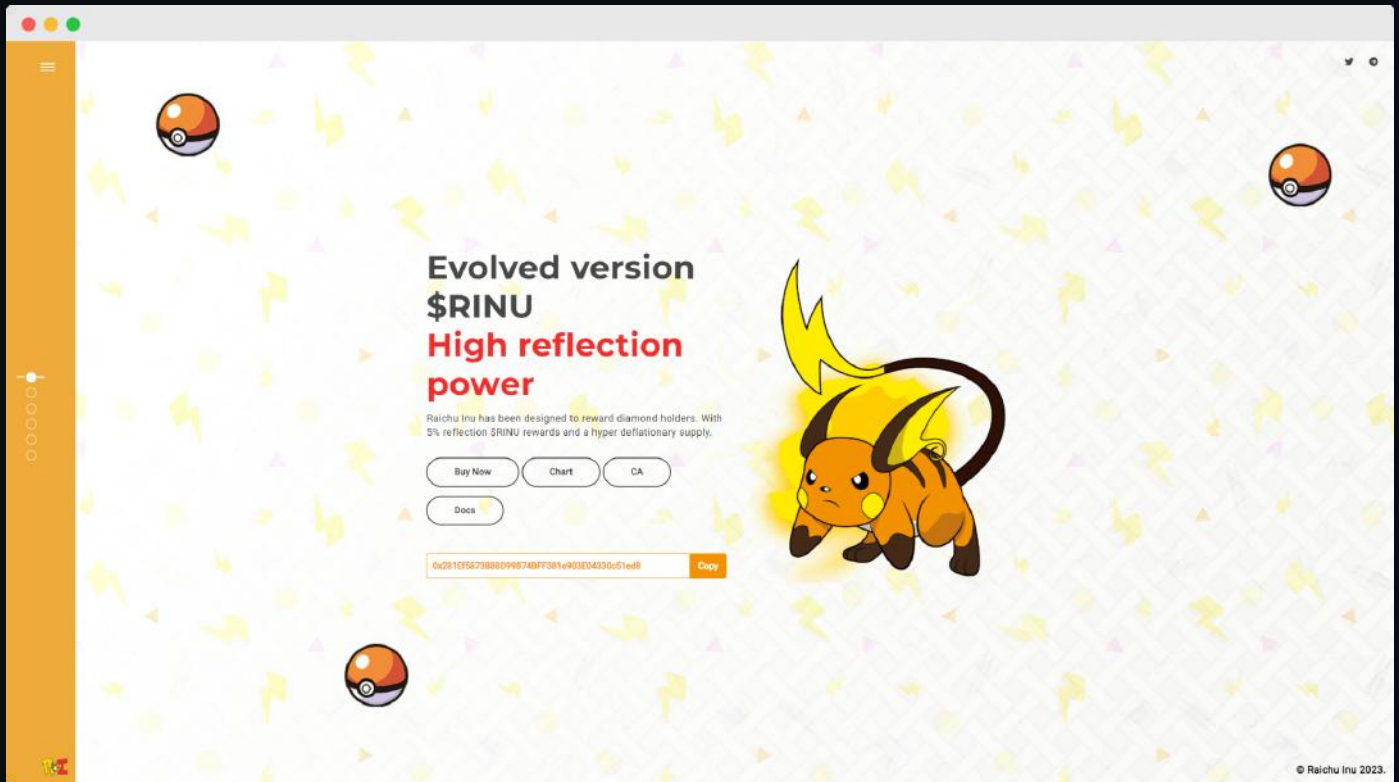 Evolved version
$RINU
High reflection
power
Raichu Inu has been designed to reward diamond holders. With
5% reflection $RINU rewards and a hyper deflationary supply.
Buy Now
Chart
CA
Docs
Copy
© Raichu Inu 2023.